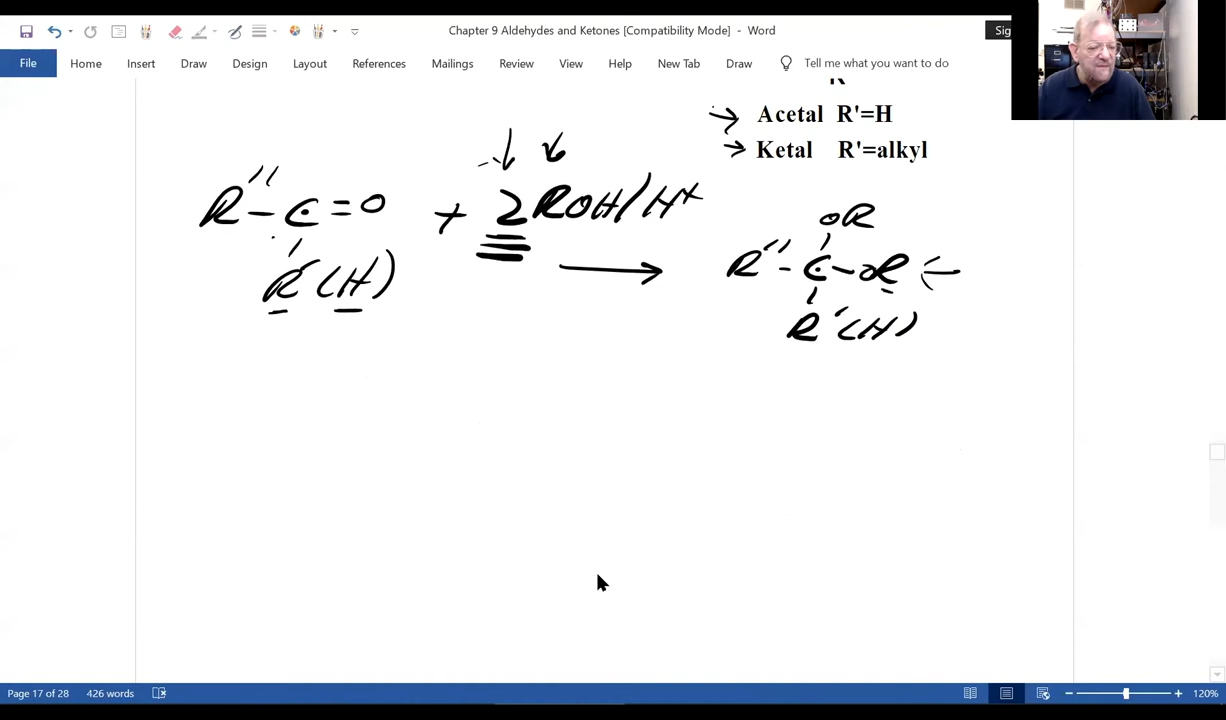 Chapter 9 Aldehydes and Ketones [Compatibility Mode] - Word
Sig
File Home Insert Draw Design Layout References Mailings Review View Help New Tab Draw Tell me what you want to do
R
Acetal R'=H
Ketal R'=alkyl
R''-C=O + 2ROH/H+
R'(H)
OR
R''-C-OR
R'(H)
Page 17 of 28 426 words 120%